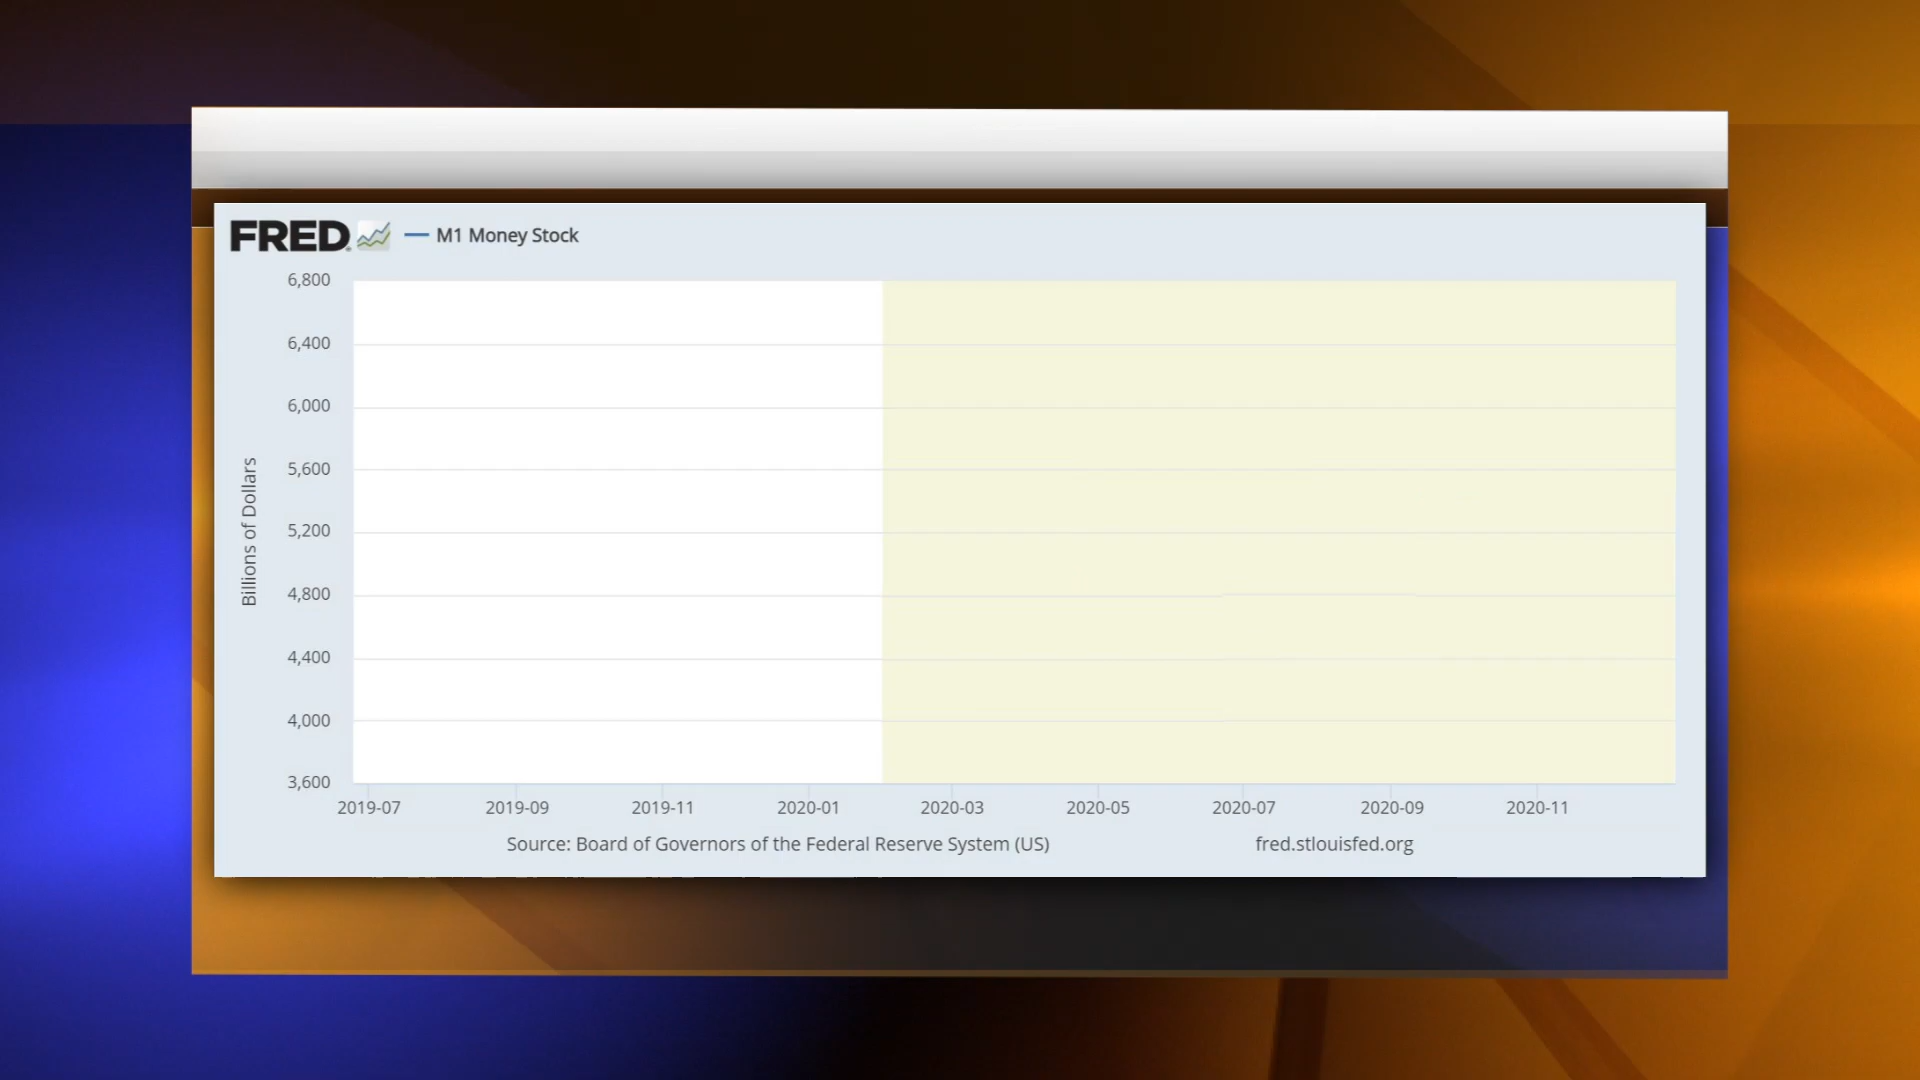 FRED — M1 Money Stock
6,800
6,400
6,000
5,600
5,200
4,800
4,400
4,000
3,600
Billions of Dollars
2019-07 2019-09 2019-11 2020-01 2020-03 2020-05 2020-07 2020-09 2020-11
Source: Board of Governors of the Federal Reserve System (US) fred.stlouisfed.org